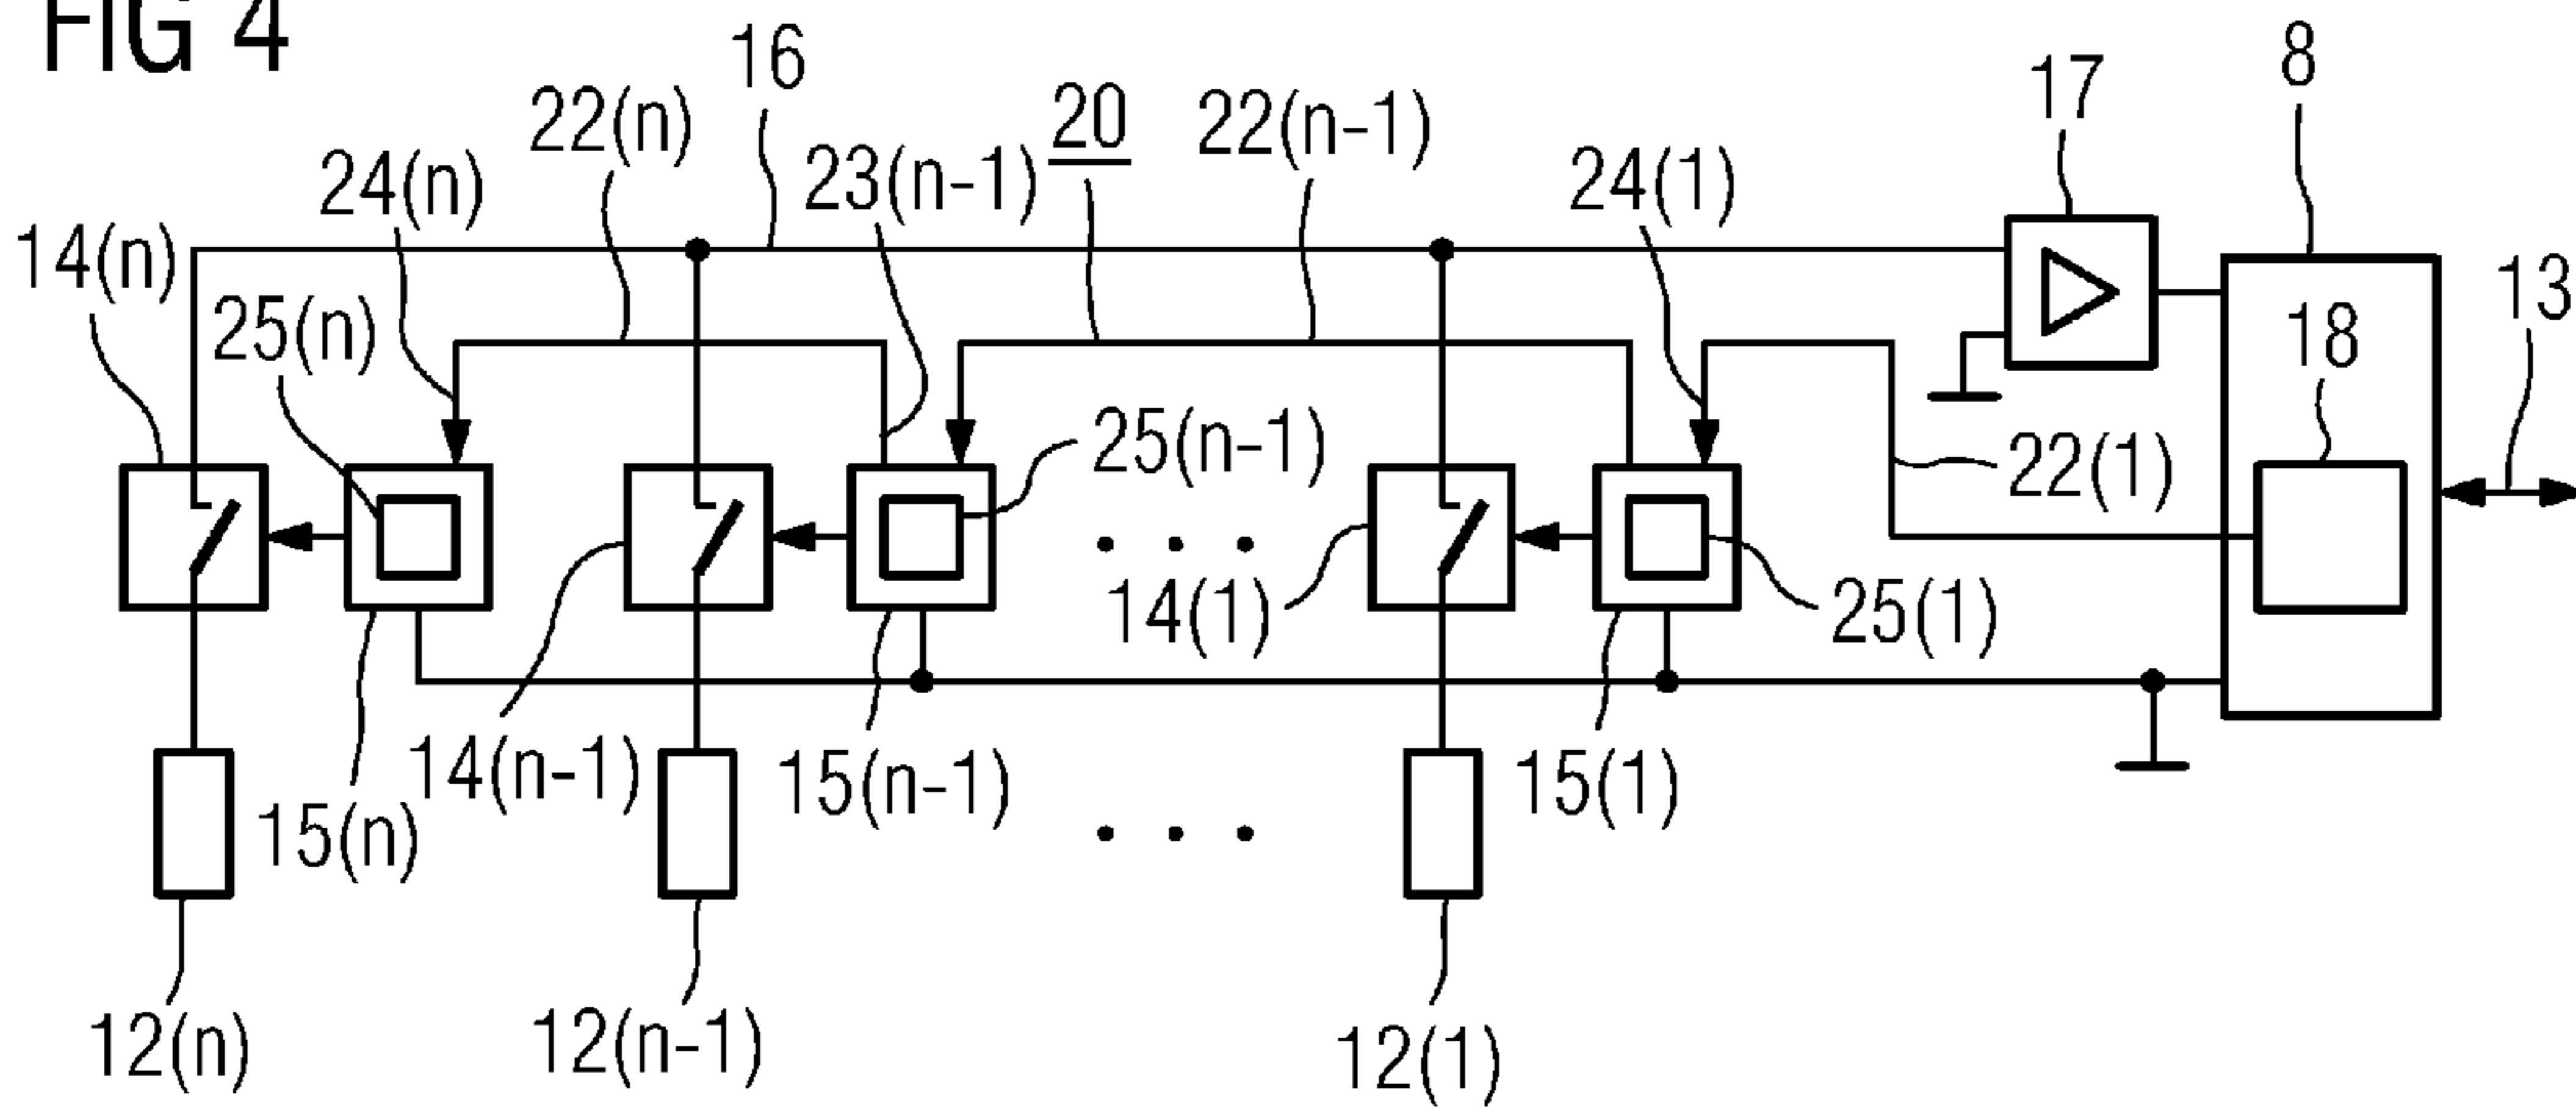 FIG 4
16
8
17
22(n)
20
22(n-1)
23(n-1)
24(n)
24(1)
14(n)
13
25(n)
18
25(n-1)
22(1)
14(1)
25(1)
14(n-1)
15(n-1)
15(1)
15(n)
12(n)
12(n-1)
12(1)